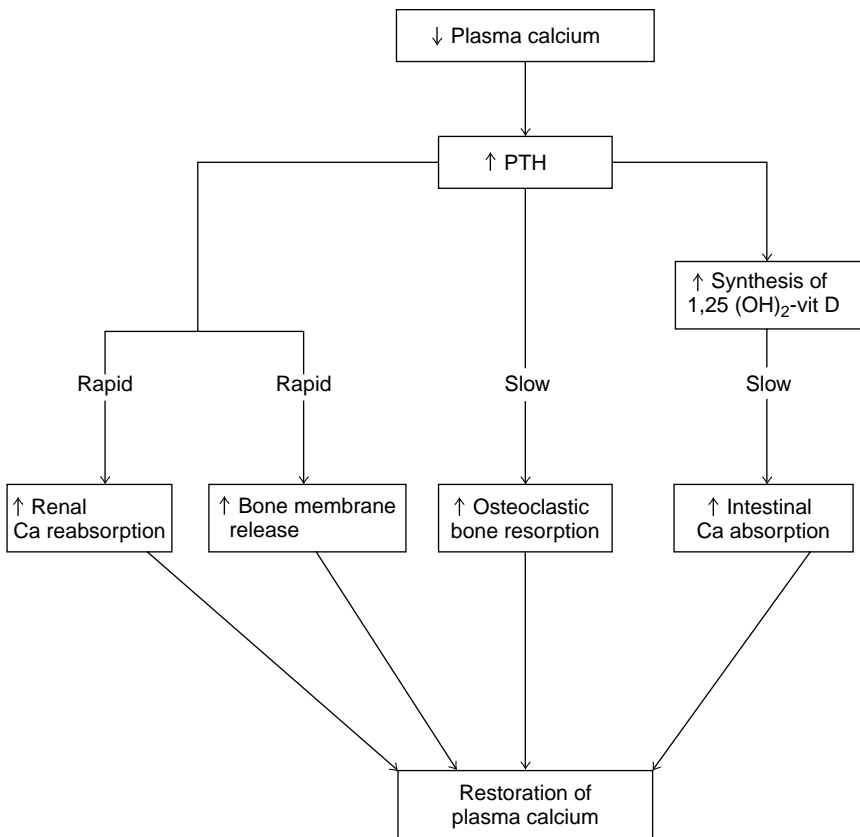 ↓ Plasma calcium
↑ PTH
↑ Synthesis of
1,25 (OH)₂-vit D
Rapid
Rapid
Slow
Slow
↑ Renal
Ca reabsorption
↑ Bone membrane
release
↑ Osteoclastic
bone resorption
↑ Intestinal
Ca absorption
Restoration of
plasma calcium